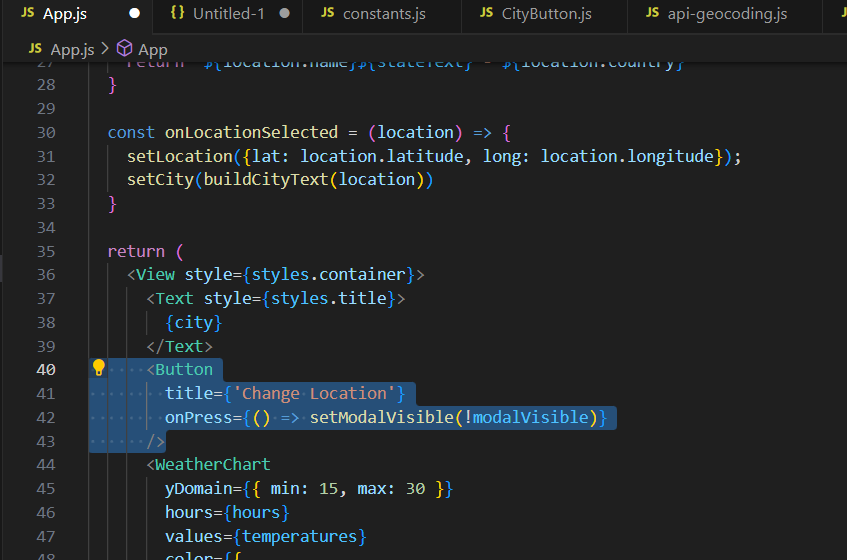 JS App.js ●
{} Untitled-1 ●
JS constants.js
JS CityButton.js
JS api-geocoding.js
JS App.js > App
27 return `${location.name}${stateText} - ${location.country}`
28 }
29
30 const onLocationSelected = (location) => {
31 setLocation({lat: location.latitude, long: location.longitude});
32 setCity(buildCityText(location))
33 }
34
35 return (
36 <View style={styles.container}>
37 <Text style={styles.title}>
38 {city}
39 </Text>
40 <Button
41 title={'Change Location'}
42 onPress={() => setModalVisible(!modalVisible)}
43 />
44 <WeatherChart
45 yDomain={{ min: 15, max: 30 }}
46 hours={hours}
47 values={temperatures}
48 color={{